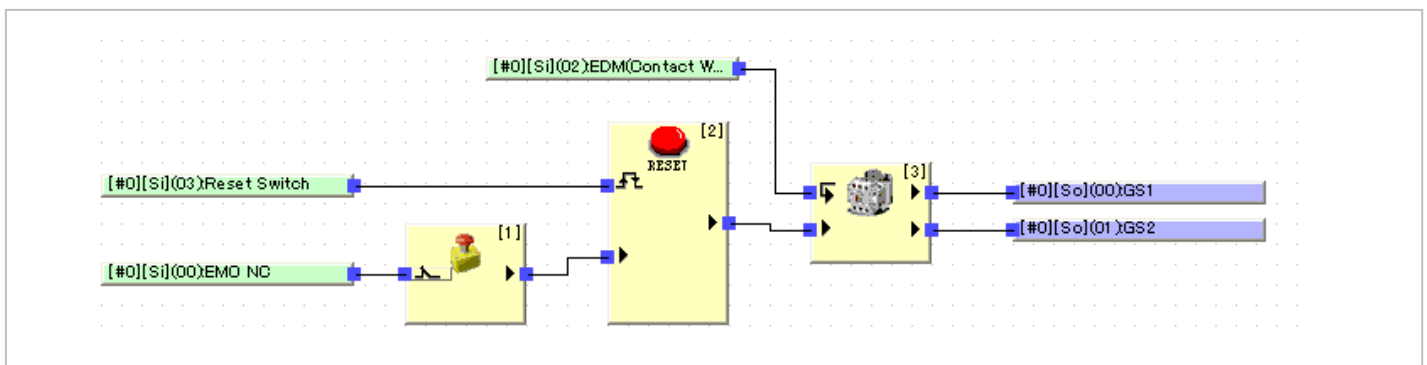 [#0][Si](02):EDM(Contact W...
[2]
RESET
[3]
[#0][Si](03):Reset Switch
[#0][So](00):GS1
[1]
[#0][So](01):GS2
[#0][Si](00):EMO NC